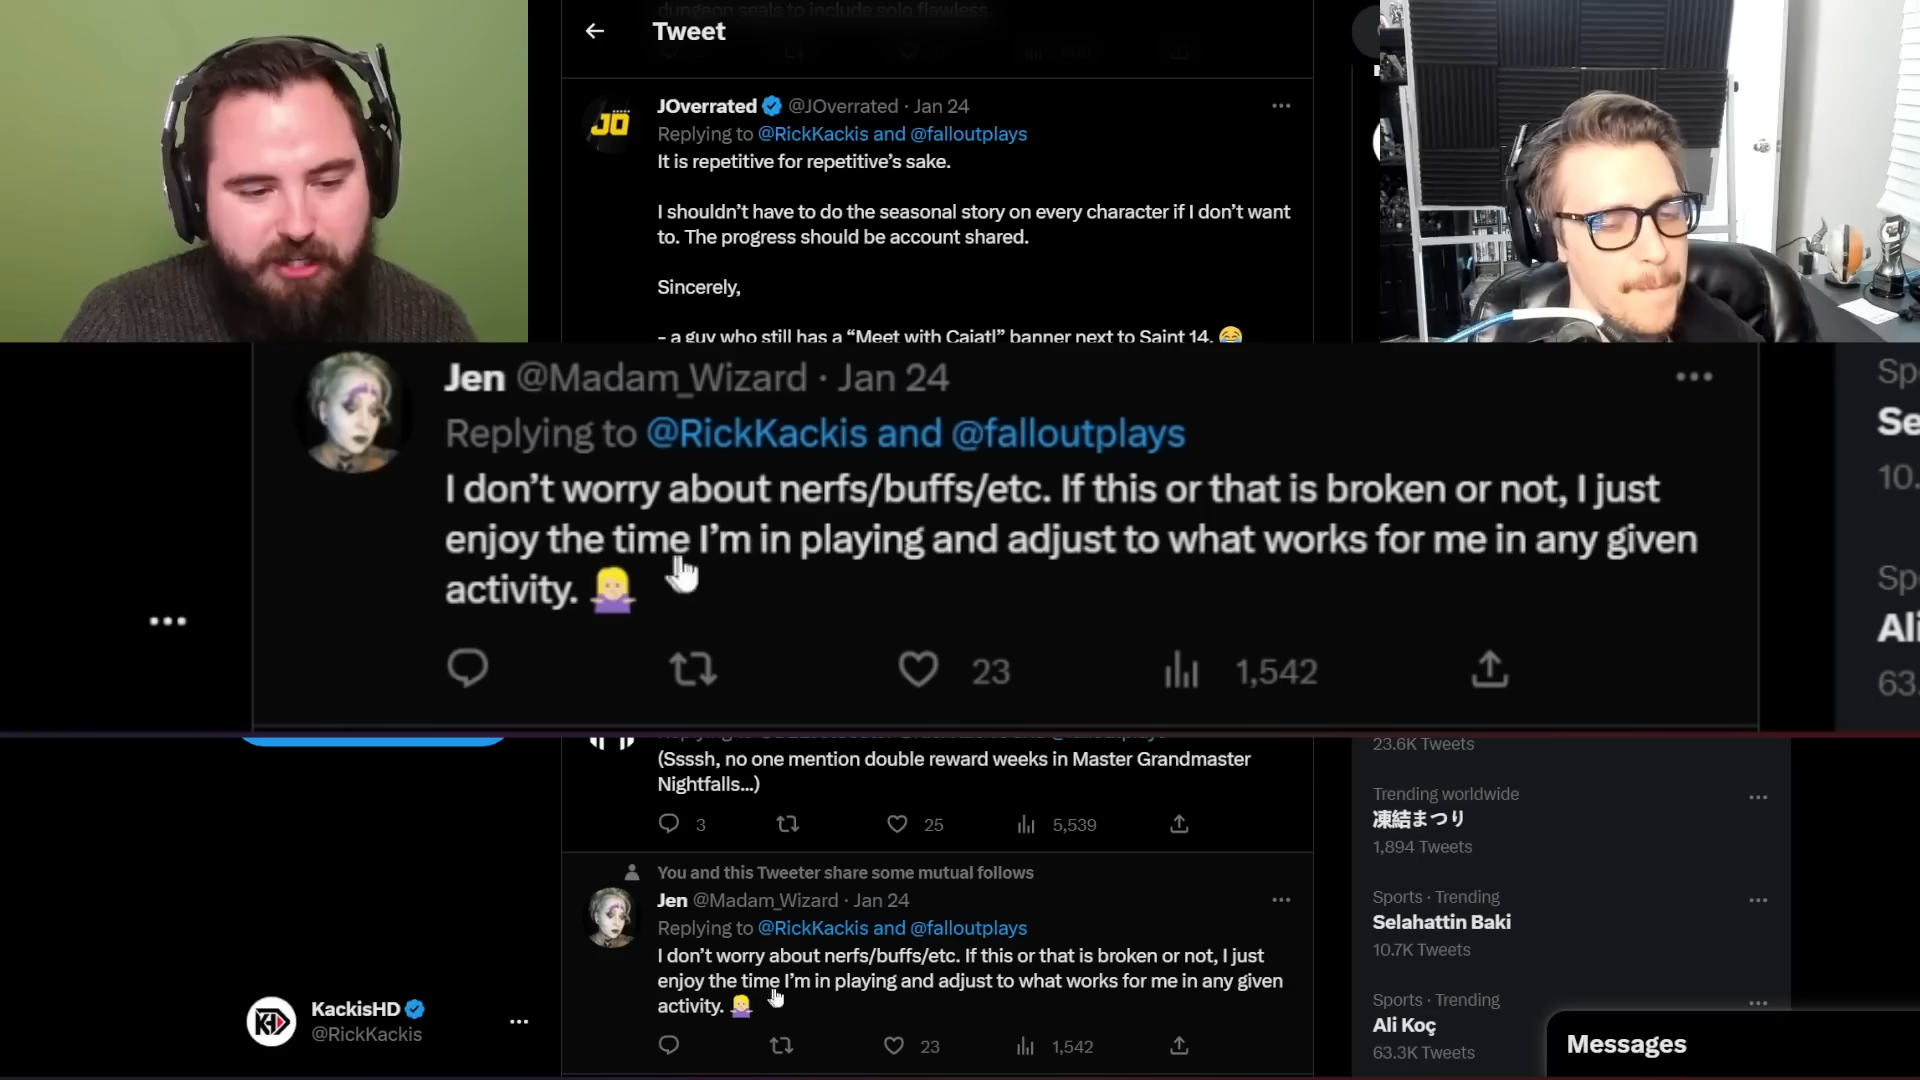 dungeon seals to include solo flawless.
Tweet
JOverrated @JOverrated · Jan 24
Replying to @RickKackis and @falloutplays
It is repetitive for repetitive's sake.
I shouldn't have to do the seasonal story on every character if I don't want
to. The progress should be account shared.
Sincerely,
- a guy who still has a “Meet with Caiatl” banner next to Saint 14. 😂
Jen @Madam_Wizard · Jan 24
Replying to @RickKackis and @falloutplays
I don't worry about nerfs/buffs/etc. If this or that is broken or not, I just
enjoy the time I'm in playing and adjust to what works for me in any given
activity. 🤷🏼‍♀️
23 1,542
10.
63.
(Ssssh, no one mention double reward weeks in Master Grandmaster
Nightfalls...)
3 25 5,539
You and this Tweeter share some mutual follows
Jen @Madam_Wizard · Jan 24
Replying to @RickKackis and @falloutplays
I don't worry about nerfs/buffs/etc. If this or that is broken or not, I just
enjoy the time I'm in playing and adjust to what works for me in any given
activity. 🤷🏼‍♀️
23 1,542
KackisHD
@RickKackis
23.6K Tweets
Trending worldwide
凍結まつり
1,894 Tweets
Sports · Trending
Selahattin Baki
10.7K Tweets
Sports · Trending
Ali Koç
63.3K Tweets
Messages